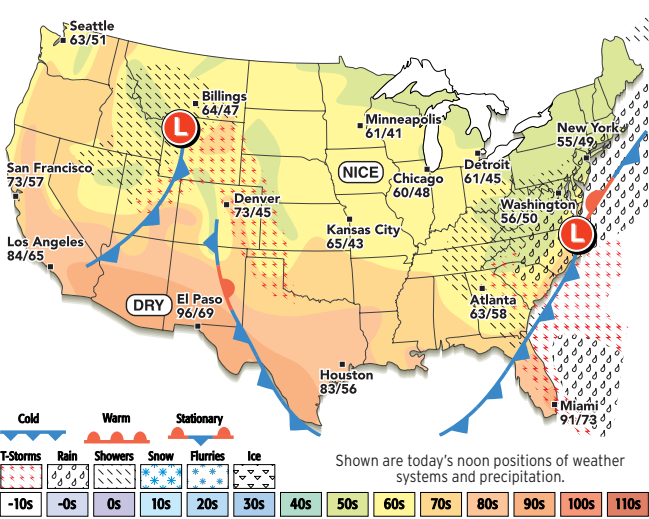 Seattle
63/51
Billings
64/47
L
Minneapolis
61/41
New York
55/49
San Francisco
73/57
NICE
Detroit
61/45
Chicago
60/48
Denver
73/45
Washington
56/50
Kansas City
65/43
L
Los Angeles
84/65
DRY
El Paso
96/69
Atlanta
63/58
Houston
83/56
Miami
91/73
Cold
Warm
Stationary
T-Storms Rain Showers Snow Flurries Ice
Shown are today's noon positions of weather
systems and precipitation.
-10s -0s 0s 10s 20s 30s 40s 50s 60s 70s 80s 90s 100s 110s